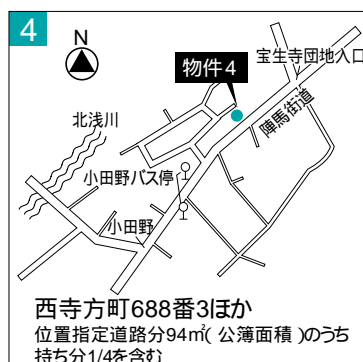 4
N
宝生寺団地入口
物件4
陣馬街道
北浅川
小田野バス停
小田野
西寺方町688番3ほか
位置指定道路分94㎡(公簿面積)のうち
持ち分1/4を含む